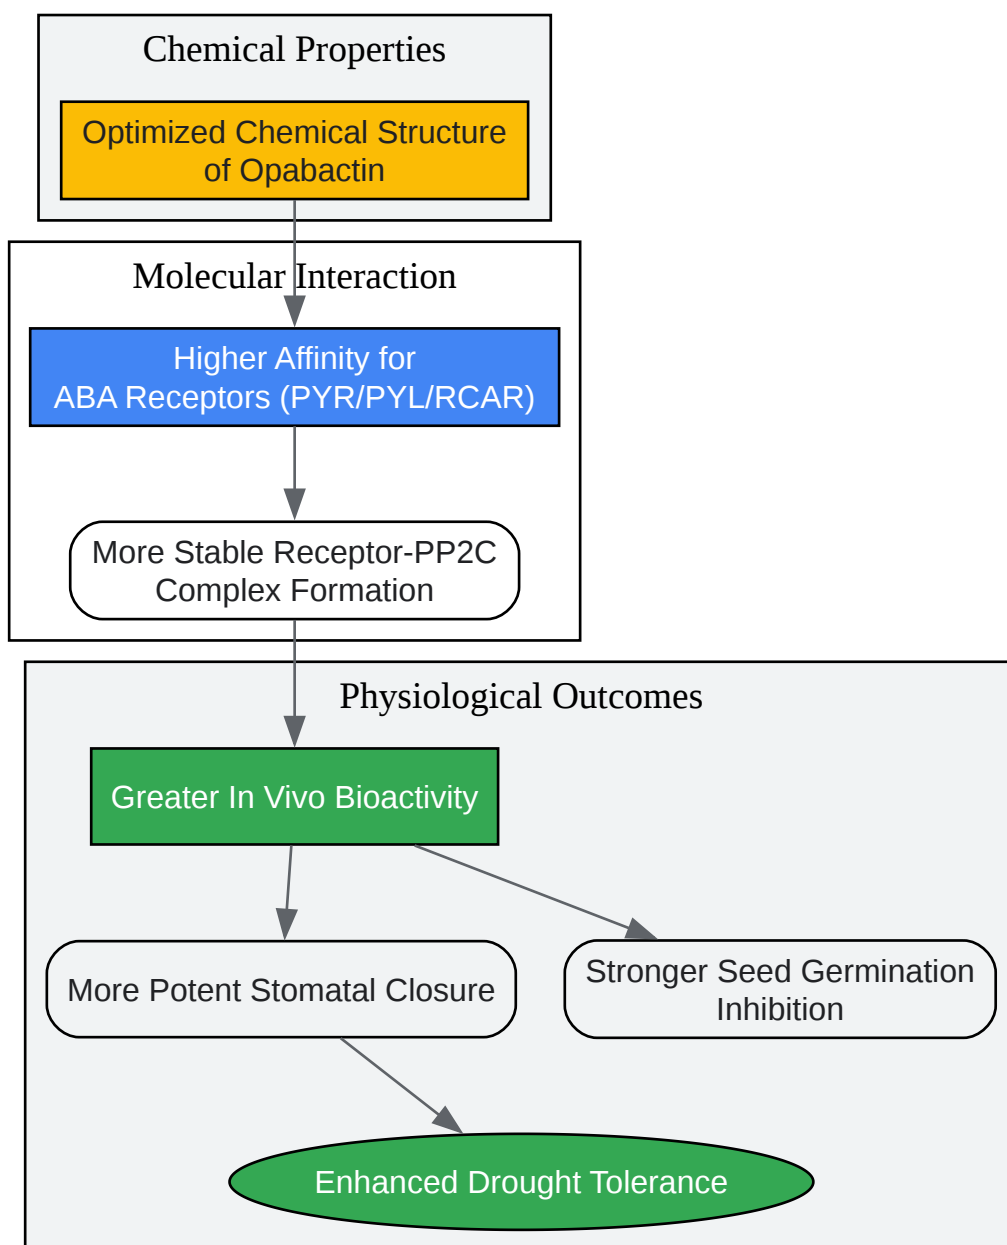 Chemical Properties
Optimized Chemical Structure
of Opabactin
Molecular Interaction
Higher Affinity for
ABA Receptors (PYR/PYL/RCAR)
More Stable Receptor-PP2C
Complex Formation
Physiological Outcomes
Greater In Vivo Bioactivity
More Potent Stomatal Closure
Stronger Seed Germination
Inhibition
Enhanced Drought Tolerance